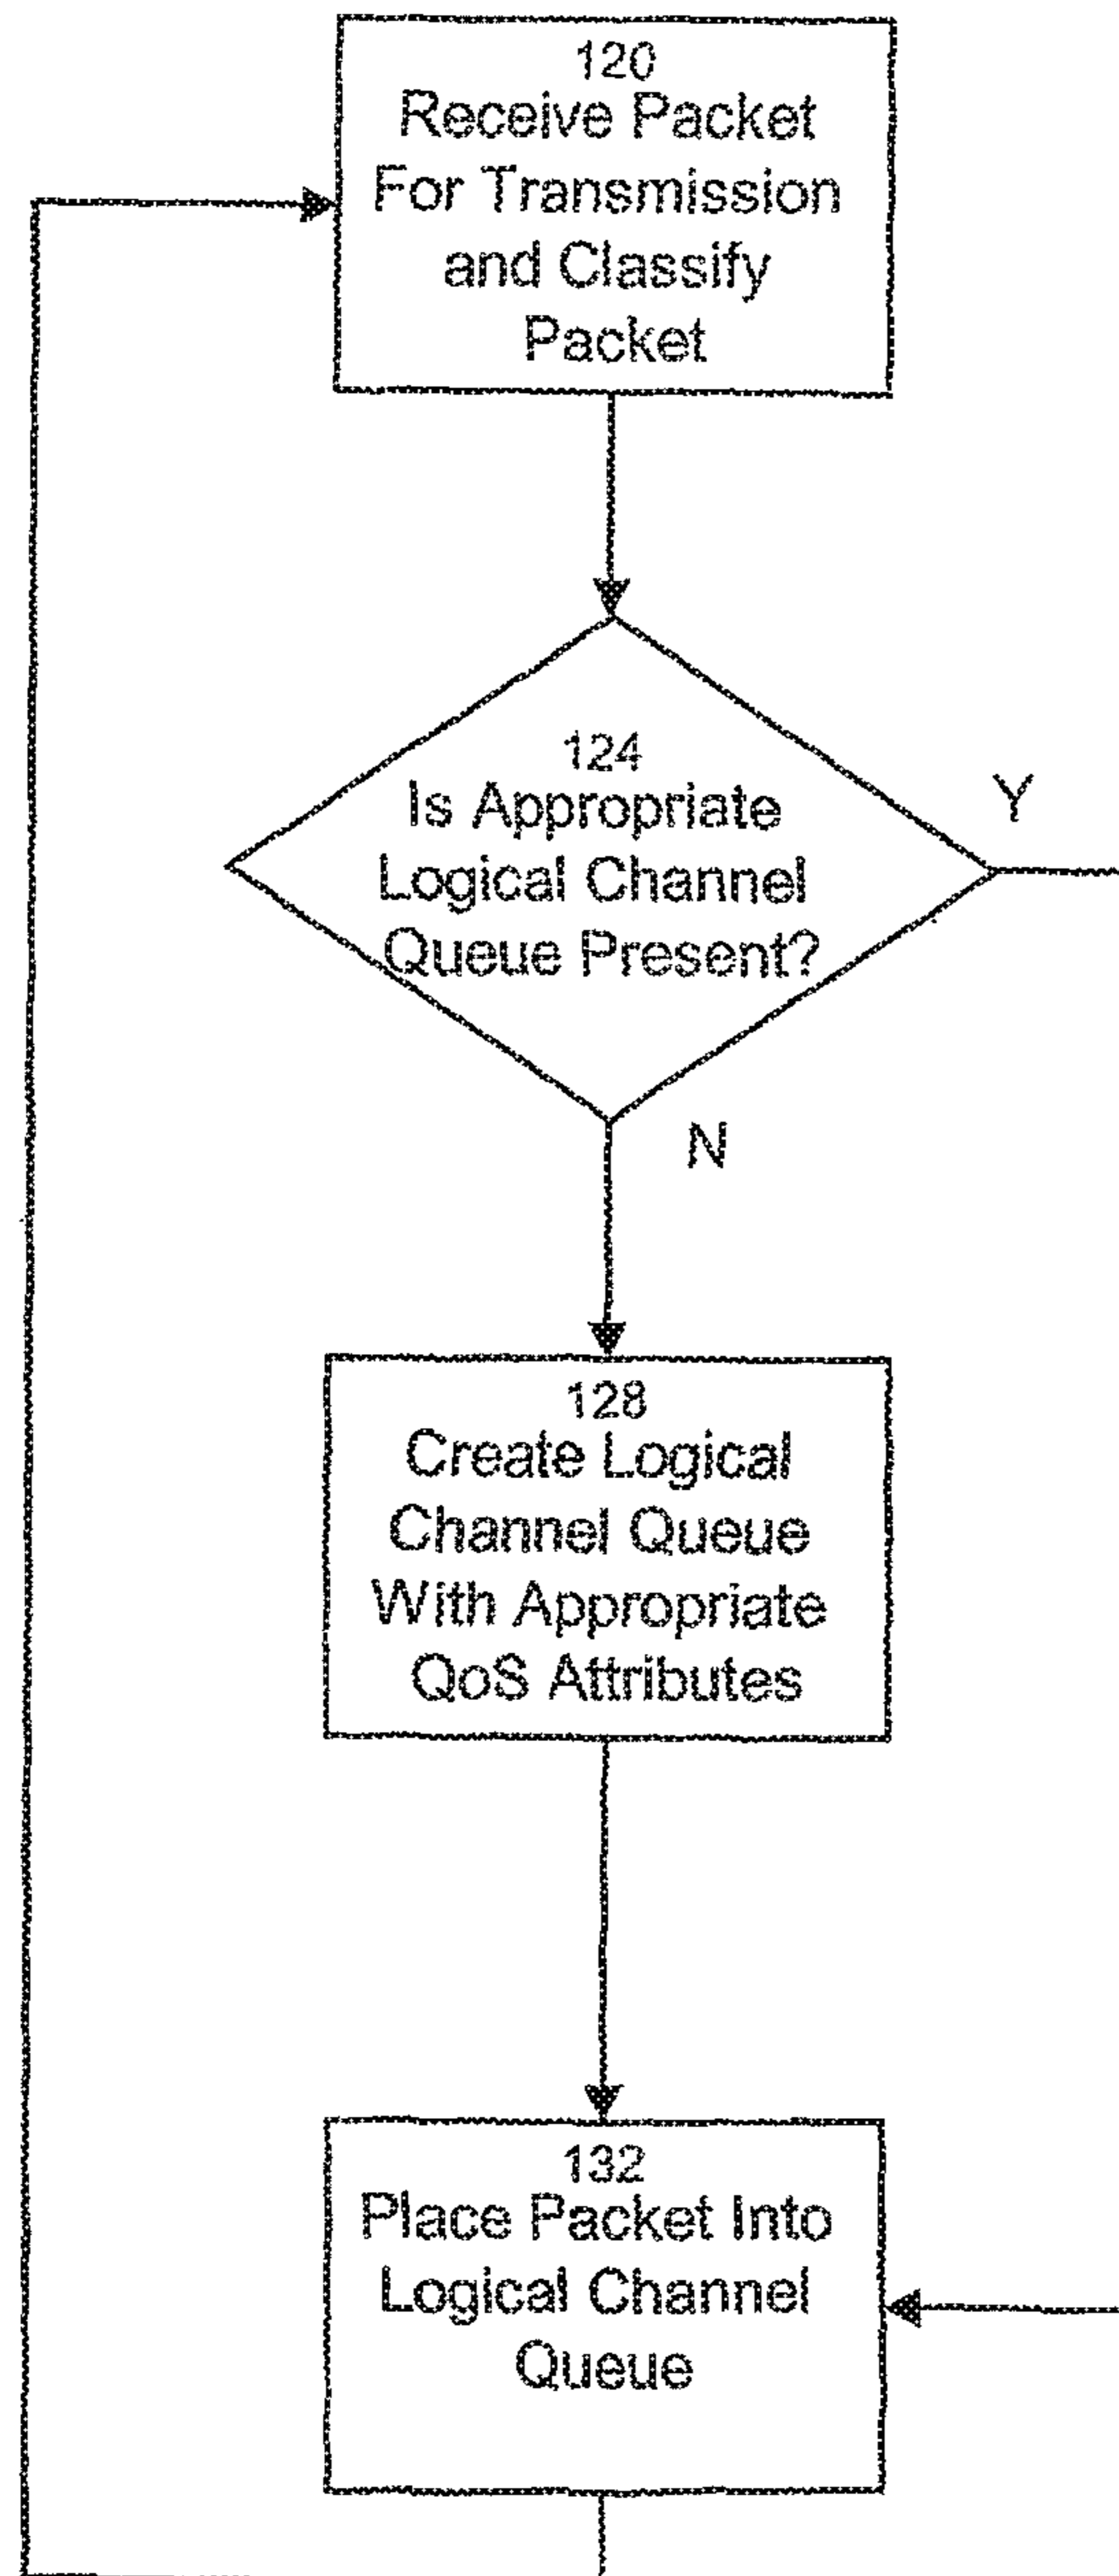 120
Receive Packet
For Transmission
and Classify
Packet
124
Is Appropriate
Logical Channel
Queue Present?
Y
N
128
Create Logical
Channel Queue
With Appropriate
QoS Attributes
132
Place Packet Into
Logical Channel
Queue